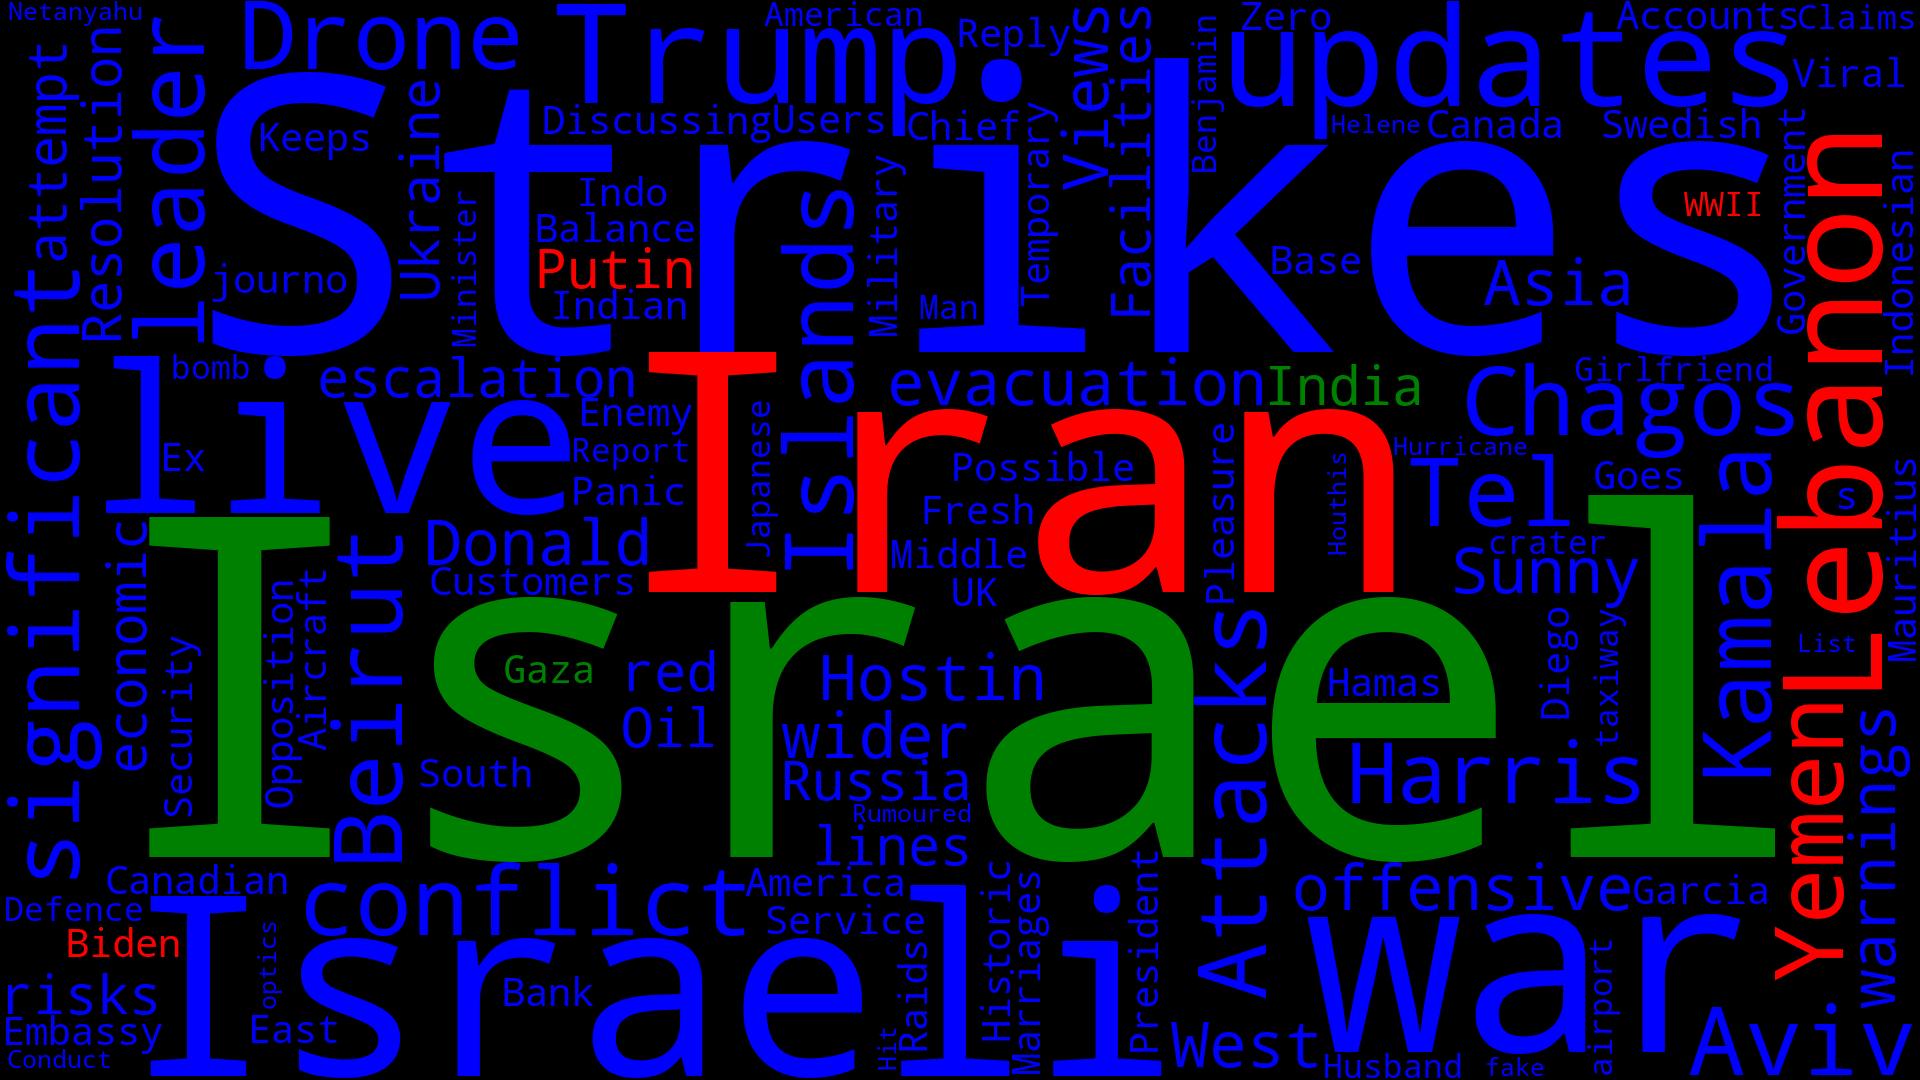 Netanyahu
Drone
Trump
American
Reply
Views
Facilities
Zero
updates
Accounts
Claims
Viral
attempt
Resolution
leader
Strikes
Keeps
Ukraine
Discussing
Users
Chief
Temporary
Benjamin
Helene
Canada
Swedish
Government
Lebanon
Indonesian
WWII
Indo
Balance
Putin
Indian
Minister
journo
Islands
Military
Man
Base
Asia
significant
bomb
live
escalation
Iran
evacuation
India
Girlfriend
Chagos
Enemy
Report
Panic
Ex
Japanese
Possible
Fresh
Middle
UK
Pleasure
Houthis
Hurricane
Tel
Goes
Kamala
s
Mauritius
economic
Beirut
Donald
Customers
crater
Sunny
Israel
Security
Opposition
Aircraft
Gaza
red
Oil
Hostin
wider
Russia
Rumoured
lines
South
Attacks
Hamas
Harris
Diego
taxiway
List
Yemen
warnings
Canadian
Defence
Biden
conflict
America
Service
offensive
Garcia
Israeli
optics
risks
Embassy
Conduct
East
Bank
Hit
Raids
Historic
Marriages
President
West
war
Husband
fake
airport
Aviv